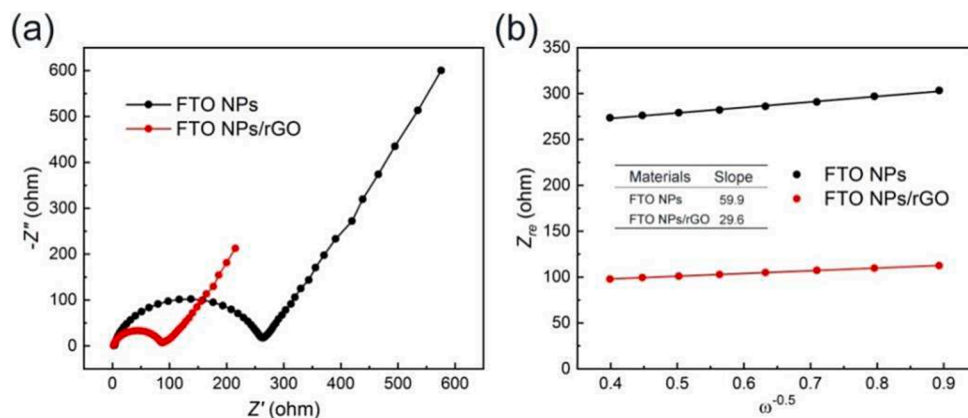 (a)
600
500
400
300
200
100
0
-Z″ (ohm)
FTO NPs
FTO NPs/rGO
0 100 200 300 400 500 600
Z′ (ohm)
(b)
350
300
250
200
150
100
50
0
Zre (ohm)
Materials Slope
FTO NPs 59.9
FTO NPs/rGO 29.6
FTO NPs
FTO NPs/rGO
0.4 0.5 0.6 0.7 0.8 0.9
ω-0.5